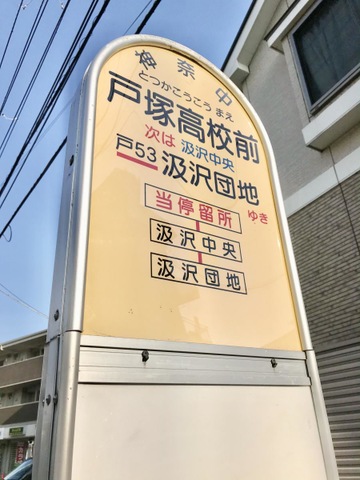 奈
とつかこうこう まえ
戸塚高校前
次は 汲沢中央
戸53 汲沢団地 ゆき
当停留所
汲沢中央
汲沢団地